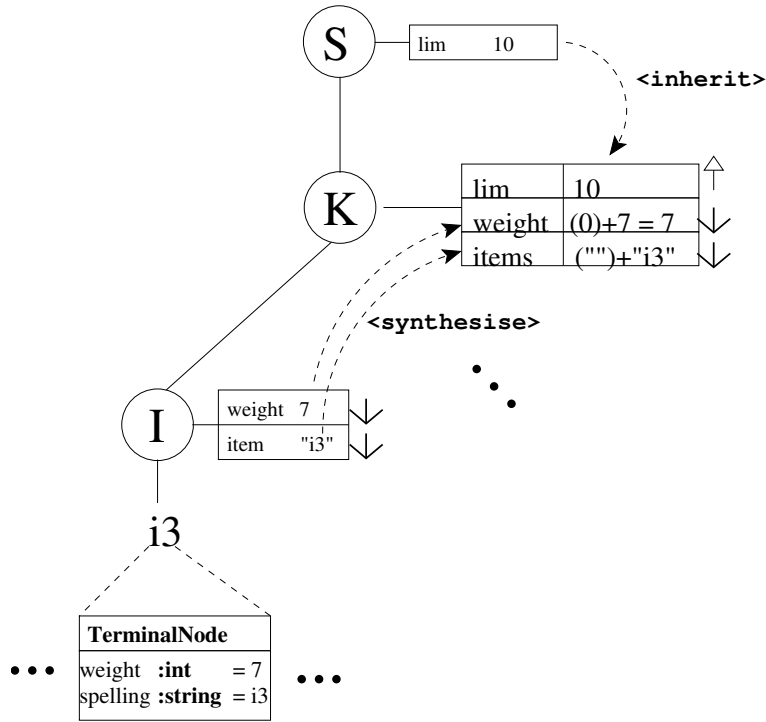 S
lim 10
<inherit>
K
lim 10
weight (0)+7 = 7
items ("")+"i3"
<synthesise>
I
weight 7
item "i3"
i3
TerminalNode
weight :int = 7
spelling :string = i3